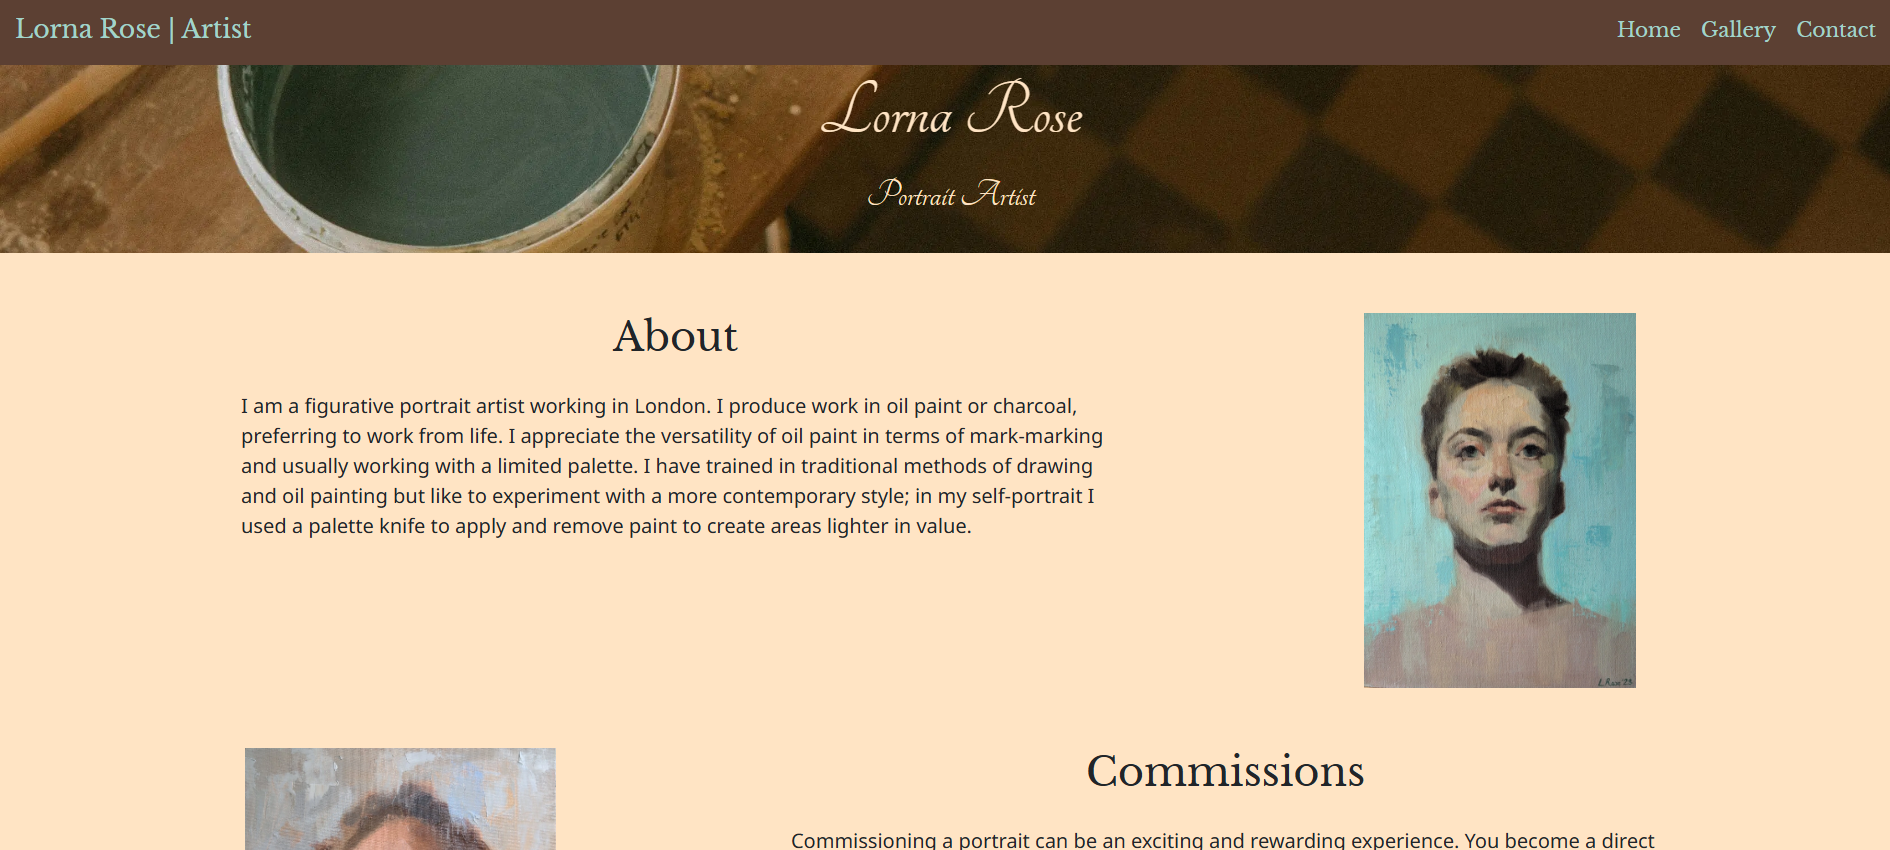 Lorna Rose | Artist
Home Gallery Contact
Lorna Rose
Portrait Artist
About
I am a figurative portrait artist working in London. I produce work in oil paint or charcoal,
preferring to work from life. I appreciate the versatility of oil paint in terms of mark-marking
and usually working with a limited palette. I have trained in traditional methods of drawing
and oil painting but like to experiment with a more contemporary style; in my self-portrait I
used a palette knife to apply and remove paint to create areas lighter in value.
Commissions
Commissioning a portrait can be an exciting and rewarding experience. You become a direct